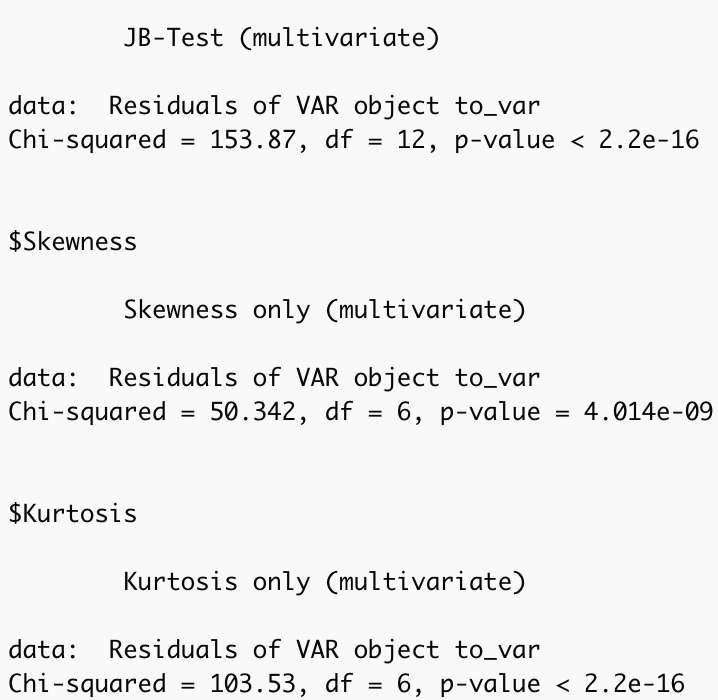 JB-Test (multivariate)
data:  Residuals of VAR object to_var
Chi-squared = 153.87, df = 12, p-value < 2.2e-16
$Skewness
Skewness only (multivariate)
data:  Residuals of VAR object to_var
Chi-squared = 50.342, df = 6, p-value = 4.014e-09
$Kurtosis
Kurtosis only (multivariate)
data:  Residuals of VAR object to_var
Chi-squared = 103.53, df = 6, p-value < 2.2e-16